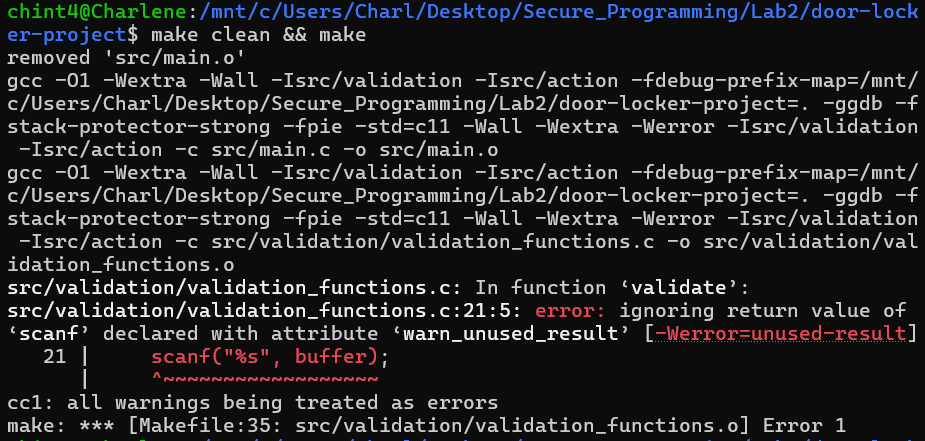 chint4@Charlene:/mnt/c/Users/Charl/Desktop/Secure_Programming/Lab2/door-lock
er-project$ make clean && make
removed 'src/main.o'
gcc -O1 -Wextra -Wall -Isrc/validation -Isrc/action -fdebug-prefix-map=/mnt/
c/Users/Charl/Desktop/Secure_Programming/Lab2/door-locker-project=. -ggdb -f
stack-protector-strong -fpie -std=c11 -Wall -Wextra -Werror -Isrc/validation
 -Isrc/action -c src/main.c -o src/main.o
gcc -O1 -Wextra -Wall -Isrc/validation -Isrc/action -fdebug-prefix-map=/mnt/
c/Users/Charl/Desktop/Secure_Programming/Lab2/door-locker-project=. -ggdb -f
stack-protector-strong -fpie -std=c11 -Wall -Wextra -Werror -Isrc/validation
 -Isrc/action -c src/validation/validation_functions.c -o src/validation/val
idation_functions.o
src/validation/validation_functions.c: In function ‘validate’:
src/validation/validation_functions.c:21:5: error: ignoring return value of
‘scanf’ declared with attribute ‘warn_unused_result’ [-Werror=unused-result]
   21 |     scanf("%s", buffer);
      |     ^~~~~~~~~~~~~~~~~~~
cc1: all warnings being treated as errors
make: *** [Makefile:35: src/validation/validation_functions.o] Error 1